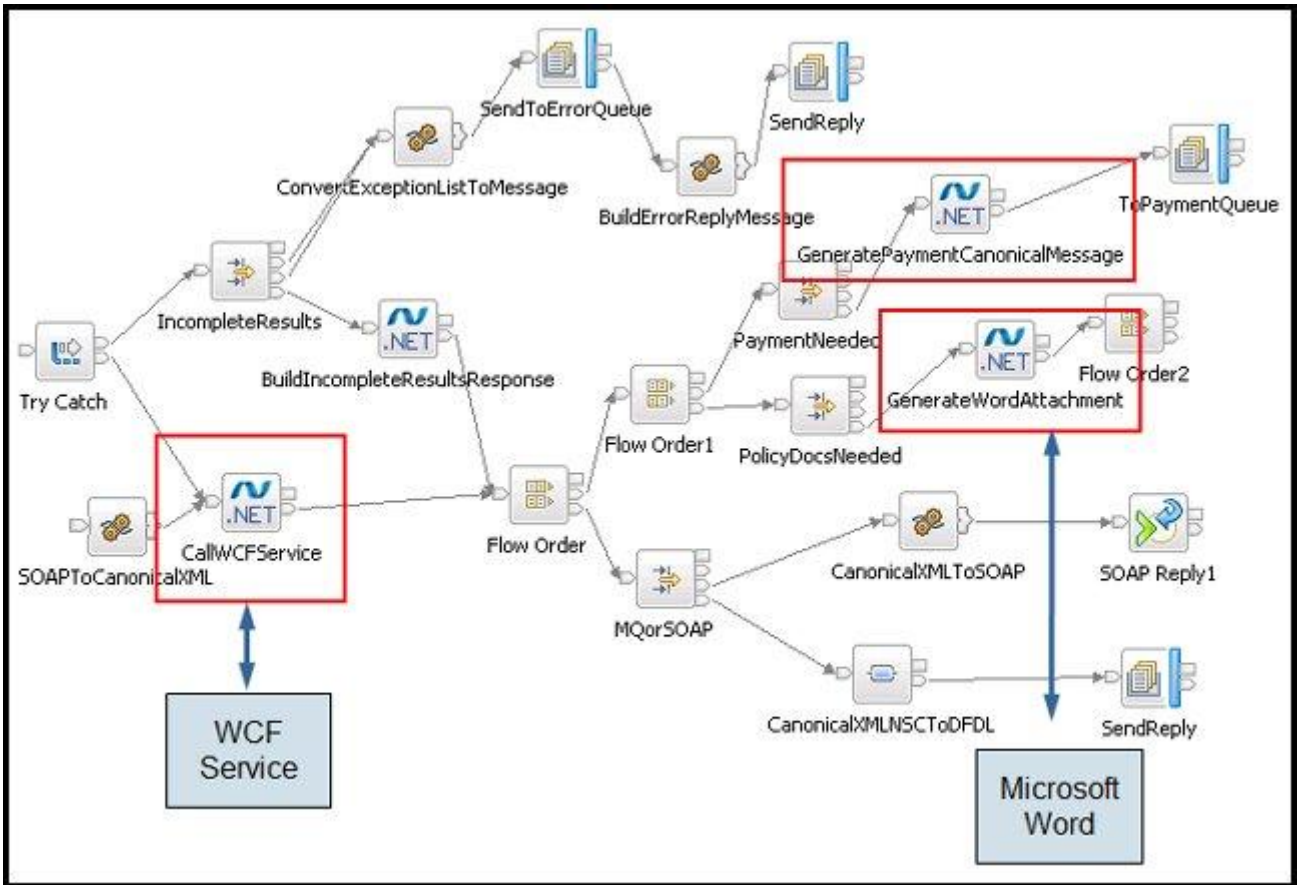 SendToErrorQueue
SendReply
ConvertExceptionListToMessage
BuildErrorReplyMessage
.NET
ToPaymentQueue
GeneratePaymentCanonicalMessage
IncompleteResults
.NET
BuildIncompleteResultsResponse
PaymentNeeded
.NET
Flow Order2
GenerateWordAttachment
Try Catch
Flow Order1
PolicyDocsNeeded
.NET
CallWCFService
SOAPToCanonicalXML
Flow Order
CanonicalXMLToSOAP
SOAP Reply1
MQorSOAP
CanonicalXMLNSCToDFDL
SendReply
WCF
Service
Microsoft
Word